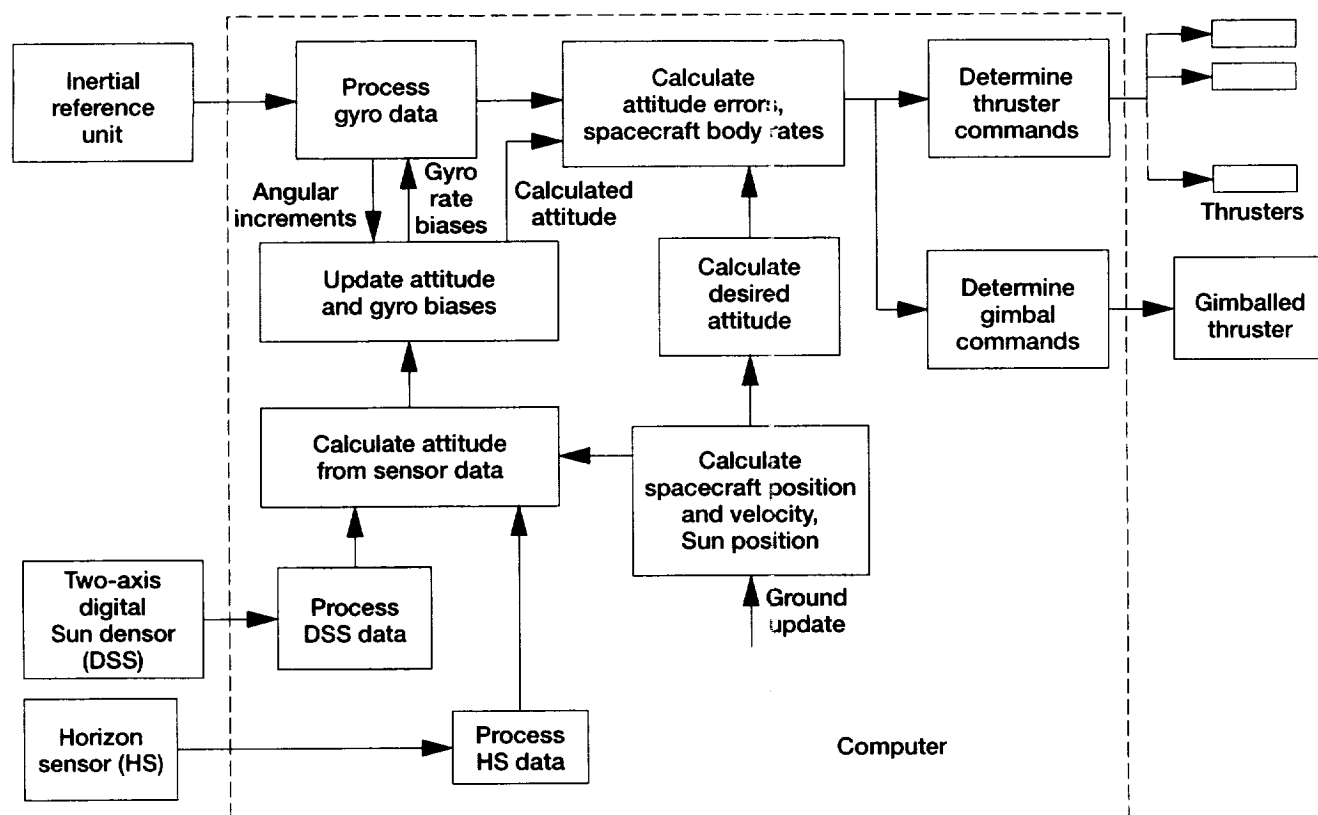 Inertial
reference
unit
Process
gyro data
Calculate
attitude errors,
spacecraft body rates
Determine
thruster
commands
Thrusters
Angular
increments
Gyro
rate
biases
Calculated
attitude
Update attitude
and gyro biases
Calculate
desired
attitude
Determine
gimbal
commands
Gimballed
thruster
Calculate attitude
from sensor data
Calculate
spacecraft position
and velocity,
Sun position
Two-axis
digital
Sun densor
(DSS)
Process
DSS data
Ground
update
Horizon
sensor (HS)
Process
HS data
Computer